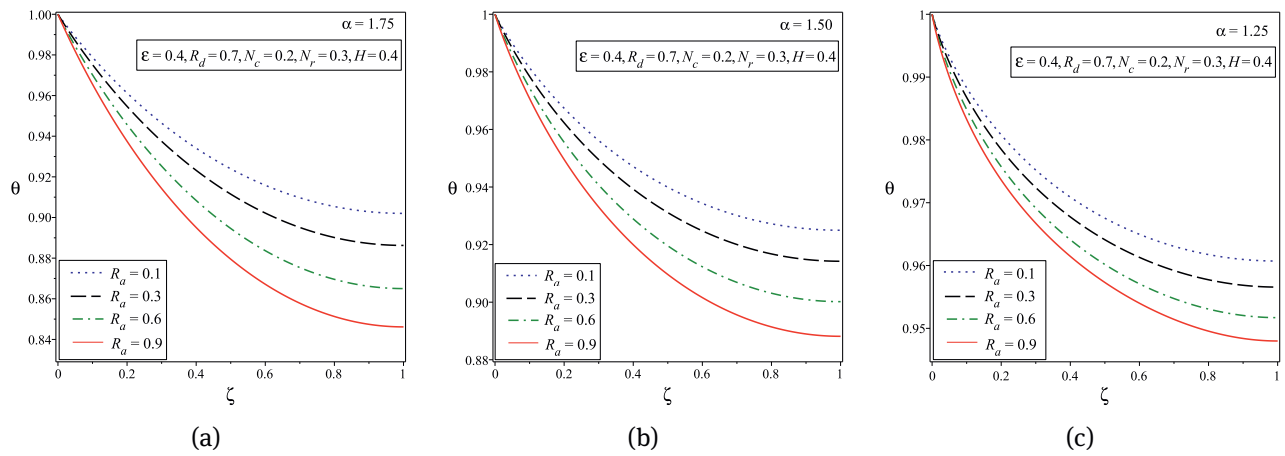 α = 1.75
ε = 0.4, R_d = 0.7, N_c = 0.2, N_r = 0.3, H = 0.4
1.00
0.98
0.96
0.94
0.92
0.90
0.88
0.86
0.84
θ
R_a = 0.1
R_a = 0.3
R_a = 0.6
R_a = 0.9
0 0.2 0.4 0.6 0.8 1
ζ
(a)
α = 1.50
ε = 0.4, R_d = 0.7, N_c = 0.2, N_r = 0.3, H = 0.4
1
0.98
0.96
0.94
0.92
0.90
0.88
θ
R_a = 0.1
R_a = 0.3
R_a = 0.6
R_a = 0.9
0 0.2 0.4 0.6 0.8 1
ζ
(b)
α = 1.25
ε = 0.4, R_d = 0.7, N_c = 0.2, N_r = 0.3, H = 0.4
1
0.99
0.98
0.97
0.96
0.95
θ
R_a = 0.1
R_a = 0.3
R_a = 0.6
R_a = 0.9
0 0.2 0.4 0.6 0.8 1
ζ
(c)